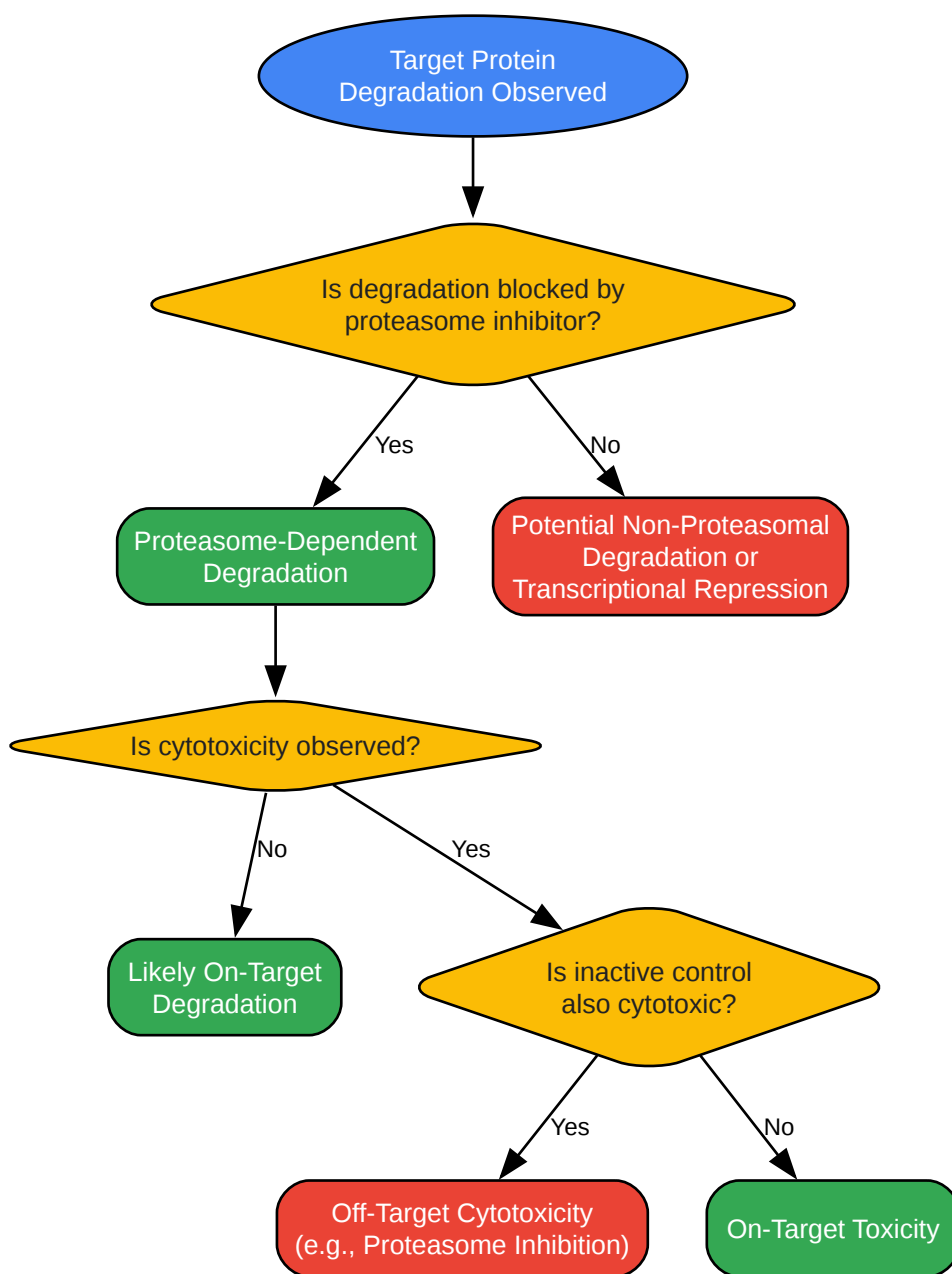 Target Protein
Degradation Observed
Is degradation blocked by
proteasome inhibitor?
Yes
No
Proteasome-Dependent
Degradation
Potential Non-Proteasomal
Degradation or
Transcriptional Repression
Is cytotoxicity observed?
No
Yes
Likely On-Target
Degradation
Is inactive control
also cytotoxic?
Yes
No
Off-Target Cytotoxicity
(e.g., Proteasome Inhibition)
On-Target Toxicity